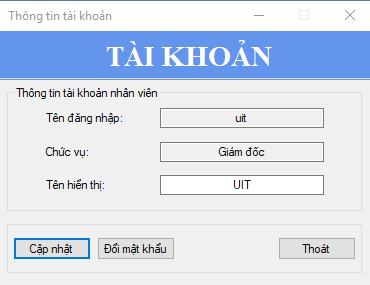 Thông tin tài khoản
TÀI KHOẢN
Thông tin tài khoản nhân viên
Tên đăng nhập: uit
Chức vụ: Giám đốc
Tên hiển thị: UIT
Cập nhật Đổi mật khẩu Thoát